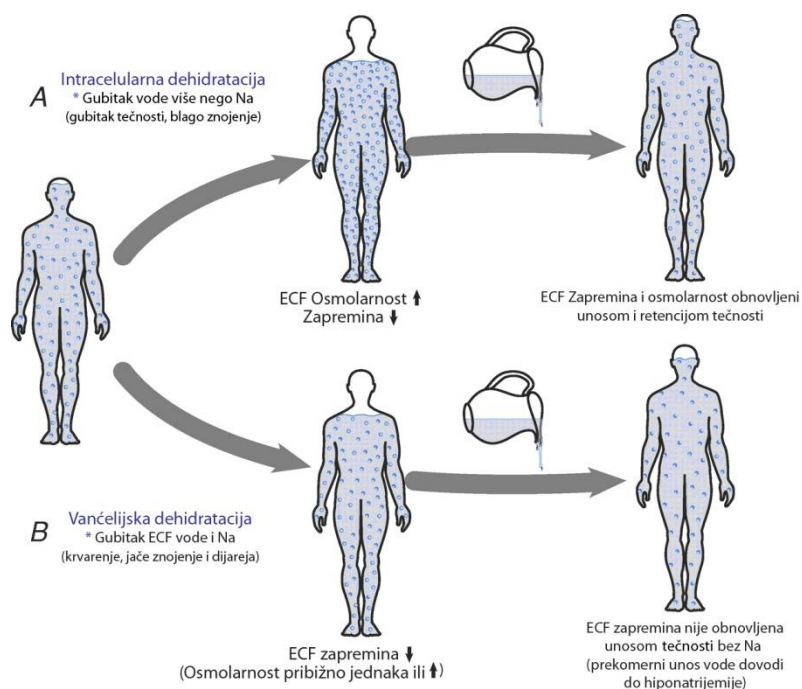 A
Intracelularna dehidratacija
* Gubitak vode više nego Na
(gubitak tečnosti, blago znojenje)
ECF Osmolarnost ⬆
Zapremina ⬇
ECF Zapremina i osmolarnost obnovljeni
unosom i retencijom tečnosti
B
Vanćelijska dehidratacija
* Gubitak ECF vode i Na
(krvarenje, jače znojenje i dijareja)
ECF zapremina ⬇
(Osmolarnost pribižno jednaka ili ⬆)
ECF zapremina nije obnovljena
unosom tečnosti bez Na
(prekomerni unos vode dovodi
do hiponatrijemije)